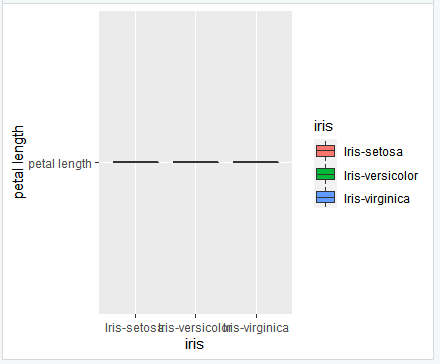 petal length
petal length
Iris-setosa
Iris-versicolor
Iris-virginica
iris
iris
Iris-setosa
Iris-versicolor
Iris-virginica